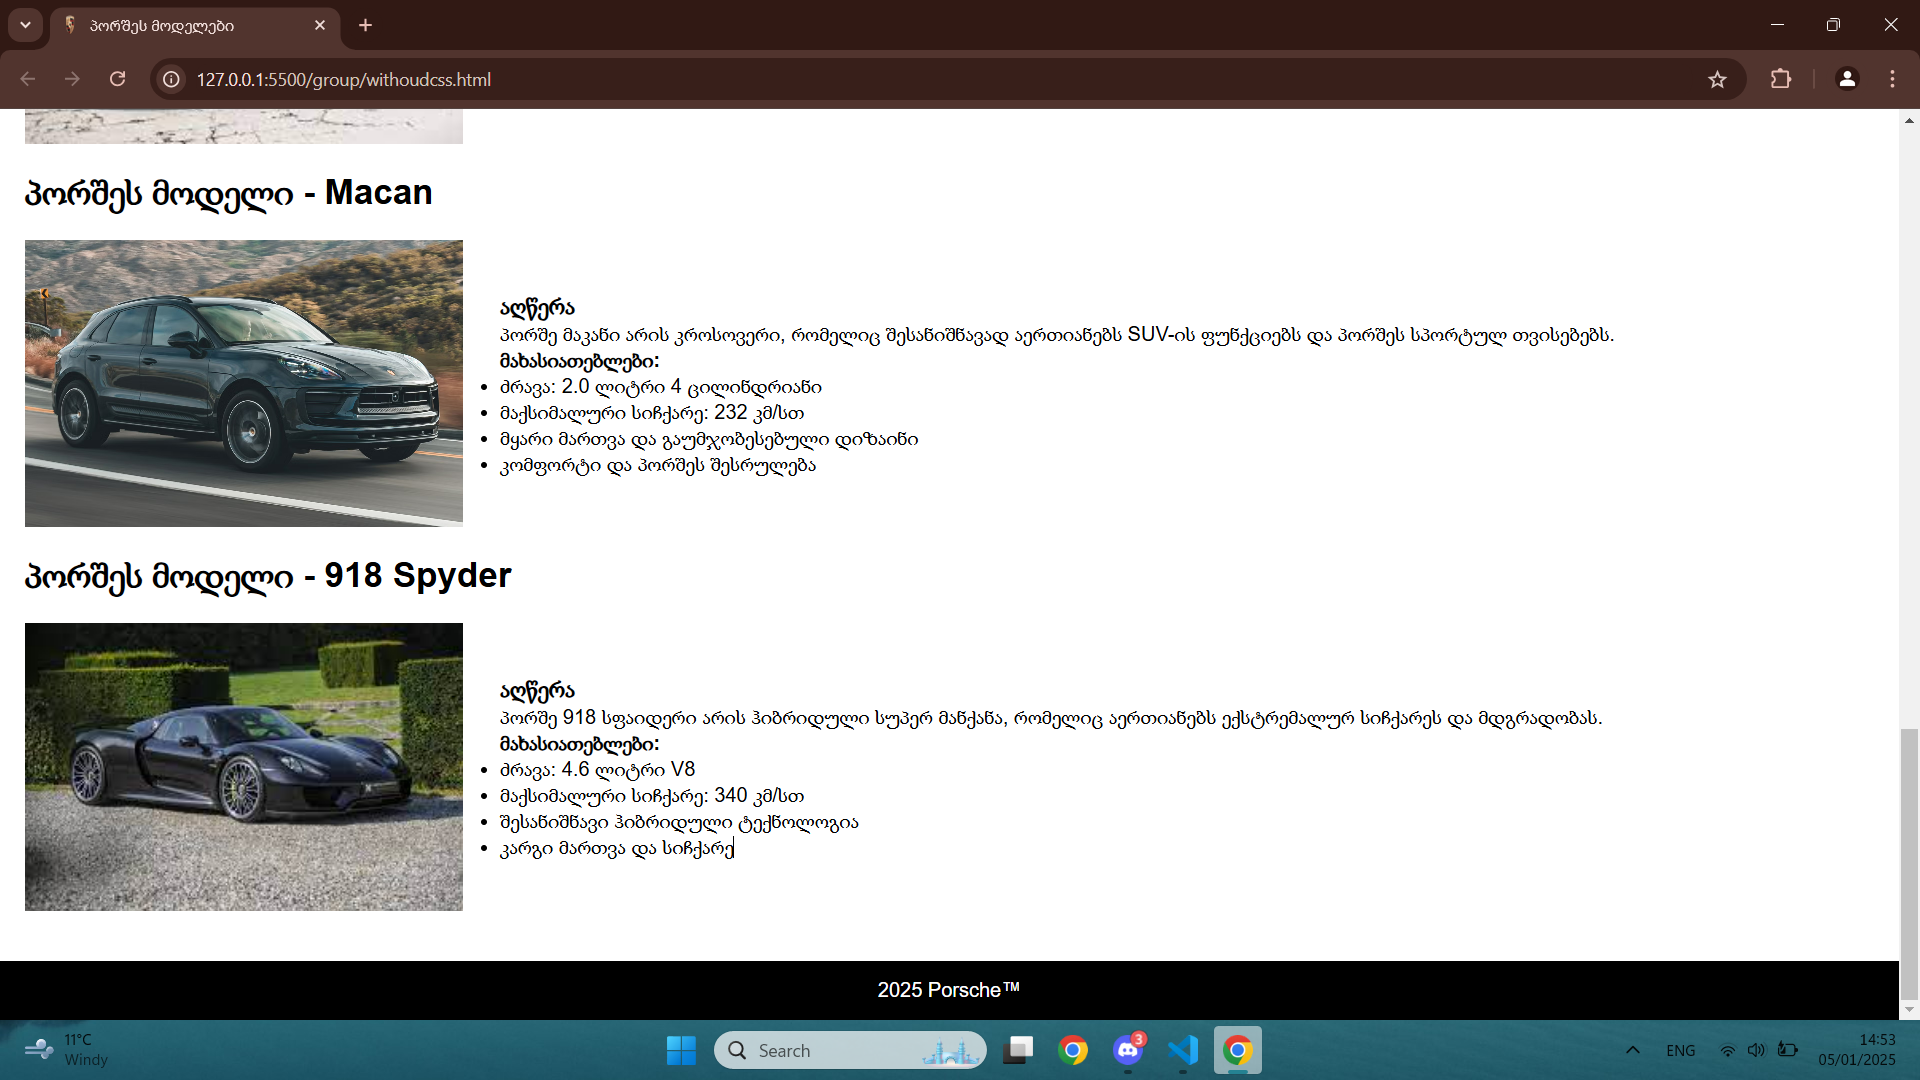 პორშეს მოდელები
127.0.0.1:5500/group/withoudcss.html
პორშეს მოდელი - Macan
აღწერა
პორშე მაკანი არის კროსოვერი, რომელიც შესანიშნავად აერთიანებს SUV-ის ფუნქციებს და პორშეს სპორტულ თვისებებს.
მახასიათებლები:
• ძრავა: 2.0 ლიტრი 4 ცილინდრიანი
• მაქსიმალური სიჩქარე: 232 კმ/სთ
• მყარი მართვა და გაუმჯობესებული დიზაინი
• კომფორტი და პორშეს შესრულება
პორშეს მოდელი - 918 Spyder
აღწერა
პორშე 918 სფაიდერი არის ჰიბრიდული სუპერ მანქანა, რომელიც აერთიანებს ექსტრემალურ სიჩქარეს და მდგრადობას.
მახასიათებლები:
• ძრავა: 4.6 ლიტრი V8
• მაქსიმალური სიჩქარე: 340 კმ/სთ
• შესანიშნავი ჰიბრიდული ტექნოლოგია
• კარგი მართვა და სიჩქარე
2025 Porsche™
11°C
Windy
Search
3
ENG
14:53
05/01/2025